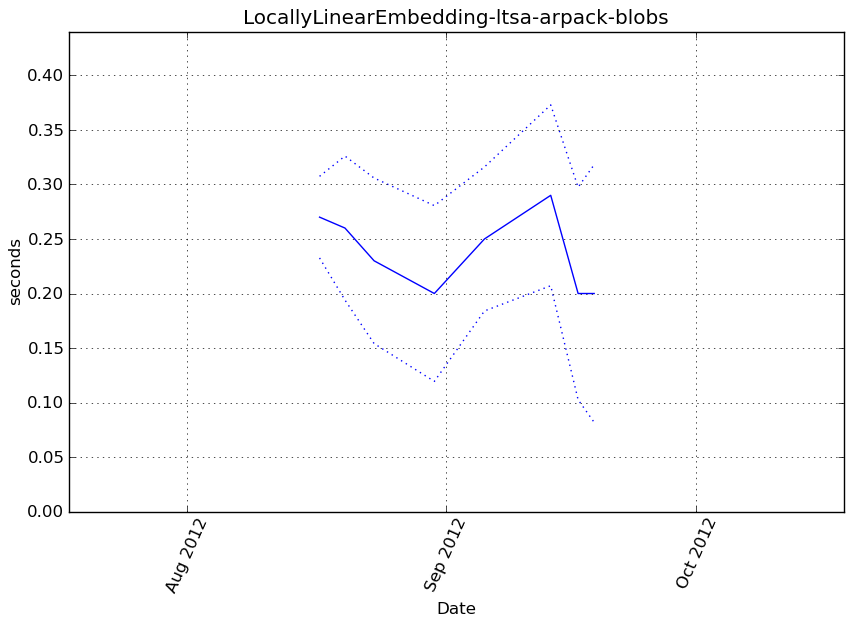 LocallyLinearEmbedding-ltsa-arpack-blobs
0.40
0.35
0.30
0.25
0.20
0.15
0.10
0.05
0.00
seconds
Aug 2012
Sep 2012
Oct 2012
Date